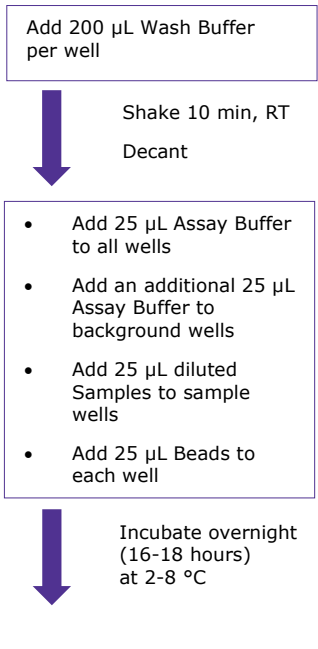 Add 200 µL Wash Buffer
per well
Shake 10 min, RT
Decant
• Add 25 µL Assay Buffer
to all wells
• Add an additional 25 µL
Assay Buffer to
background wells
• Add 25 µL diluted
Samples to sample
wells
• Add 25 µL Beads to
each well
Incubate overnight
(16-18 hours)
at 2-8 °C